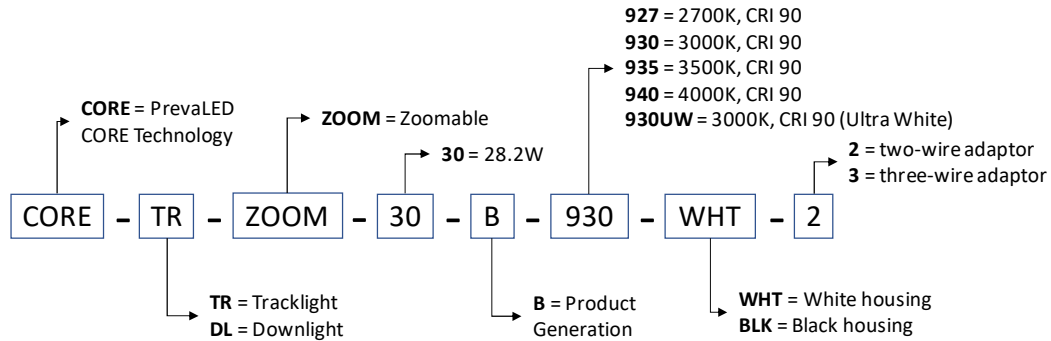 927 = 2700K, CRI 90
930 = 3000K, CRI 90
935 = 3500K, CRI 90
940 = 4000K, CRI 90
930UW = 3000K, CRI 90 (Ultra White)
CORE = PrevaLED
CORE Technology
ZOOM = Zoomable
30 = 28.2W
2 = two-wire adaptor
3 = three-wire adaptor
CORE - TR - ZOOM - 30 - B - 930 - WHT - 2
TR = Tracklight
DL = Downlight
B = Product
Generation
WHT = White housing
BLK = Black housing